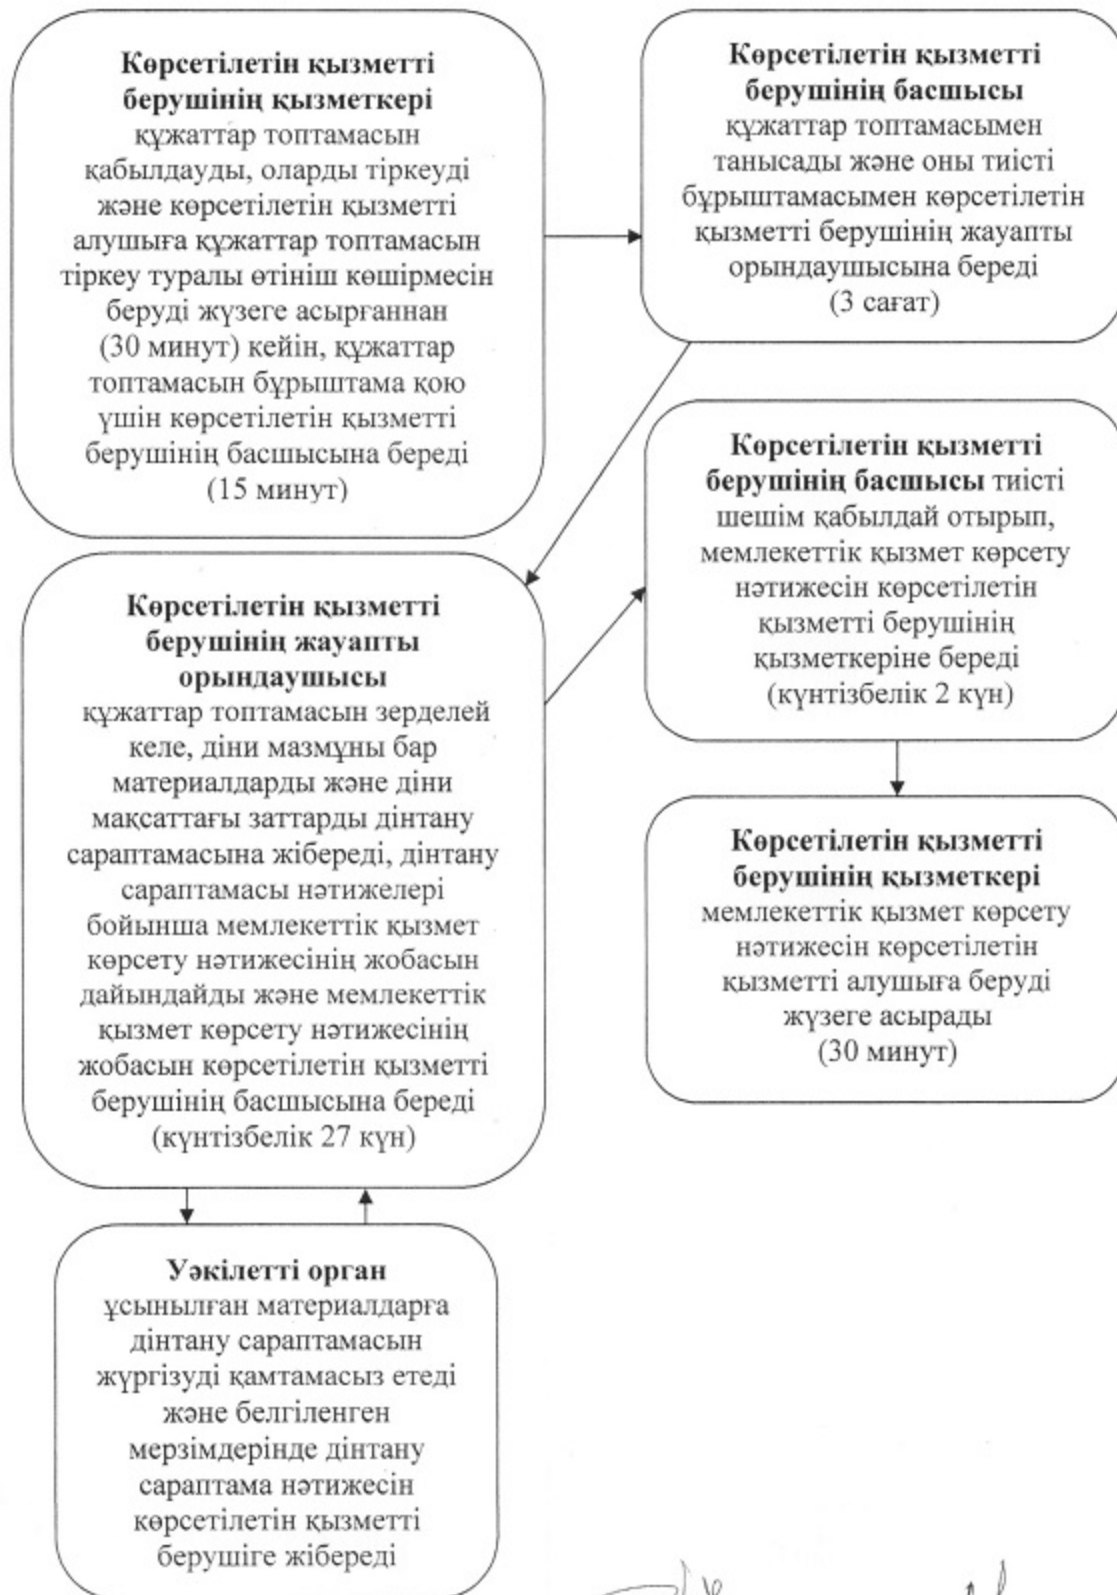 Көрсетілетін қызметті
берушінің қызметкері
құжаттар топтамасын
қабылдауды, оларды тіркеуді
және көрсетілетін қызметті
алушыға құжаттар топтамасын
тіркеу туралы өтініш көшірмесін
беруді жүзеге асырғаннан
(30 минут) кейін, құжаттар
топтамасын бұрыштама қою
үшін көрсетілетін қызметті
берушінің басшысына береді
(15 минут)
Көрсетілетін қызметті
берушінің басшысы
құжаттар топтамасымен
танысады және оны тиісті
бұрыштамасымен көрсетілетін
қызметті берушінің жауапты
орындаушысына береді
(3 сағат)
Көрсетілетін қызметті
берушінің жауапты
орындаушысы
құжаттар топтамасын зерделей
келе, діни мазмұны бар
материалдарды және діни
мақсаттағы заттарды дінтану
сараптамасына жібереді, дінтану
сараптамасы нәтижелері
бойынша мемлекеттік қызмет
көрсету нәтижесінің жобасын
дайындайды және мемлекеттік
қызмет көрсету нәтижесінің
жобасын көрсетілетін қызметті
берушінің басшысына береді
(күнтізбелік 27 күн)
Уәкілетті орган
ұсынылған материалдарға
дінтану сараптамасын
жүргізуді қамтамасыз етеді
және белгіленген
мерзімдерінде дінтану
сараптама нәтижесін
көрсетілетін қызметті
берушіге жібереді
Көрсетілетін қызметті
берушінің басшысы тиісті
шешім қабылдай отырып,
мемлекеттік қызмет көрсету
нәтижесін көрсетілетін
қызметті берушінің
қызметкеріне береді
(күнтізбелік 2 күн)
Көрсетілетін қызметті
берушінің қызметкері
мемлекеттік қызмет көрсету
нәтижесін көрсетілетін
қызметті алушыға беруді
жүзеге асырады
(30 минут)